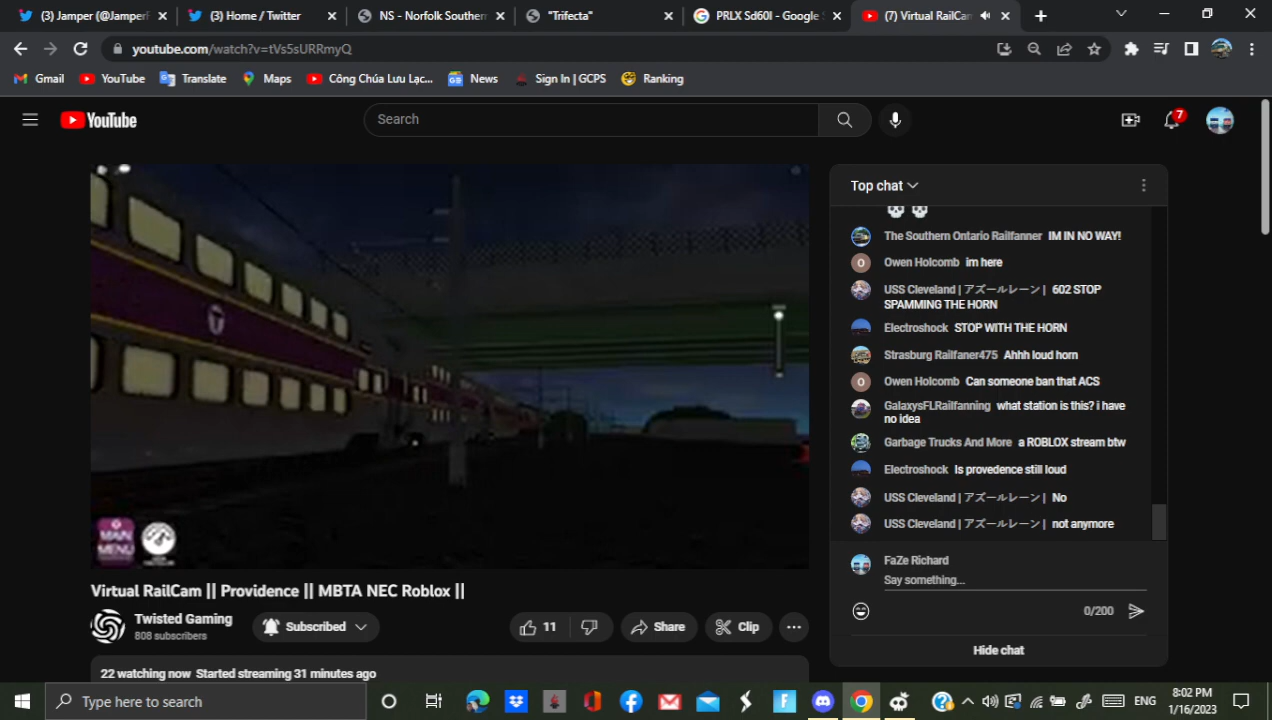 (3) Jamper (@JamperF
(3) Home / Twitter
NS - Norfolk Southern
"Trifecta"
PRLX Sd60I - Google S
(7) Virtual RailCam
youtube.com/watch?v=tVs5sURRmyQ
Gmail
YouTube
Translate
Maps
Công Chúa Lưu Lạc...
News
Sign In | GCPS
Ranking
YouTube
Search
7
Top chat
The Southern Ontario Railfanner IM IN NO WAY!
Owen Holcomb im here
USS Cleveland | アズールレーン | 602 STOP
SPAMMING THE HORN
Electroshock STOP WITH THE HORN
Strasburg Railfaner475 Ahhh loud horn
Owen Holcomb Can someone ban that ACS
GalaxysFLRailfanning what station is this? i have
no idea
Garbage Trucks And More a ROBLOX stream btw
Electroshock Is provedence still loud
USS Cleveland | アズールレーン | No
USS Cleveland | アズールレーン | not anymore
FaZe Richard
Say something...
0/200
Hide chat
T
MAIN
MENU
Virtual RailCam || Providence || MBTA NEC Roblox ||
Twisted Gaming
808 subscribers
Subscribed
11
Share
Clip
22 watching now Started streaming 31 minutes ago
Type here to search
ENG
8:02 PM
1/16/2023